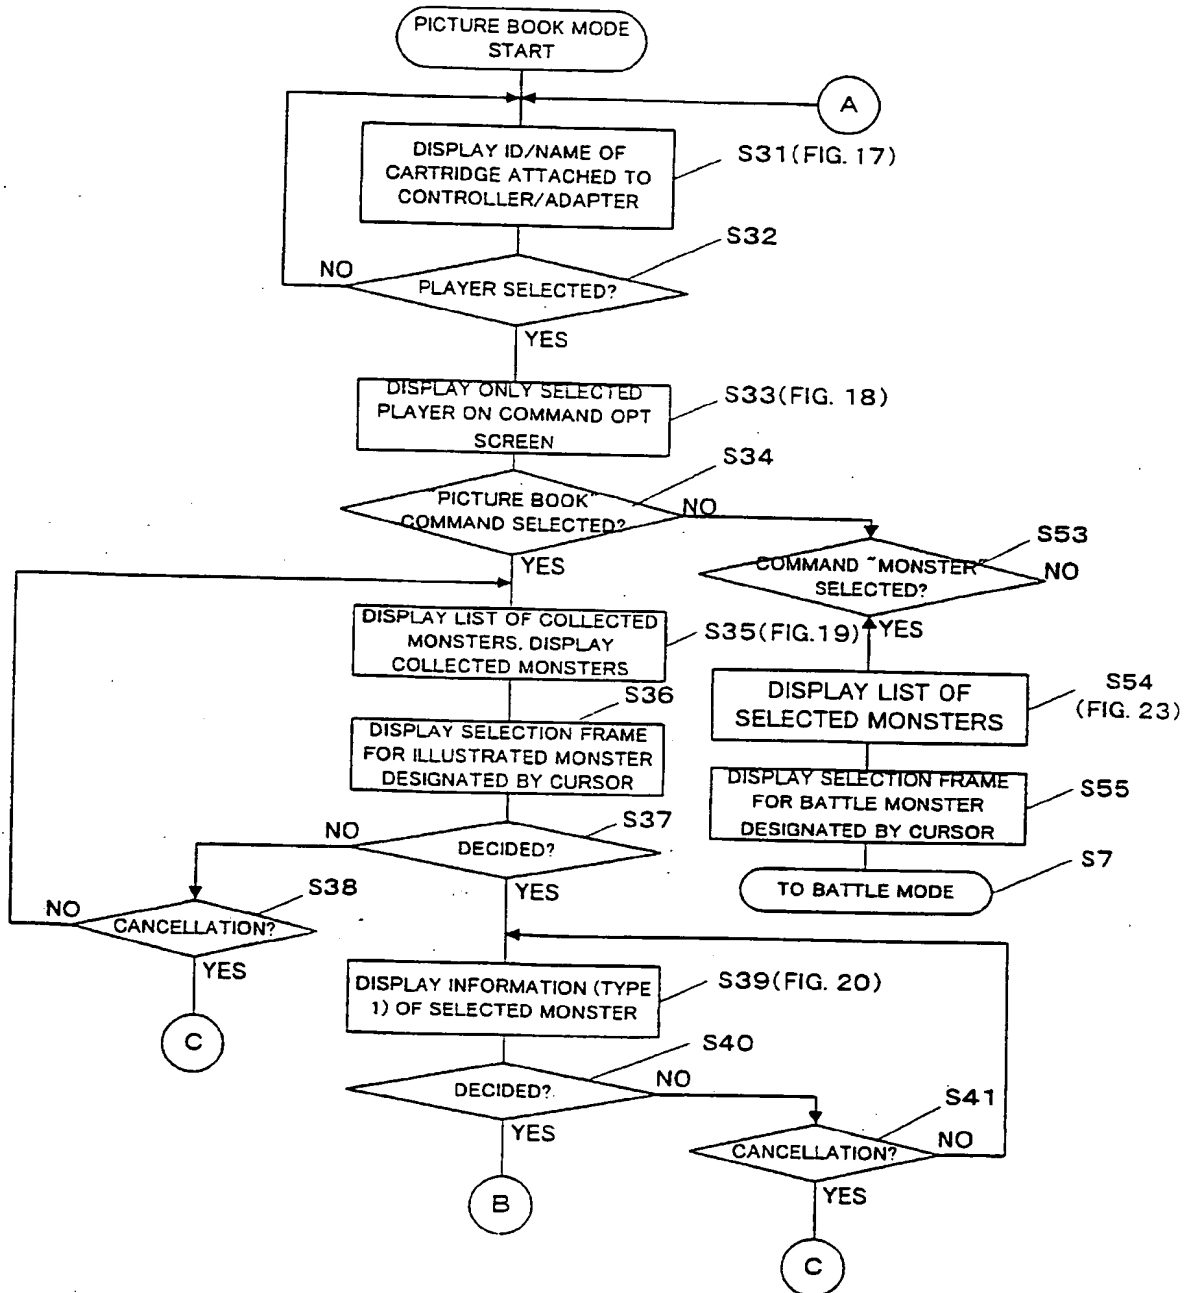 PICTURE BOOK MODE
START
A
DISPLAY ID/NAME OF
CARTRIDGE ATTACHED TO
CONTROLLER/ADAPTER
S31(FIG. 17)
S32
NO
PLAYER SELECTED?
YES
DISPLAY ONLY SELECTED
PLAYER ON COMMAND OPT
SCREEN
S33(FIG. 18)
S34
"PICTURE BOOK"
COMMAND SELECTED?
NO
YES
S53
COMMAND "MONSTER"
SELECTED?
NO
YES
DISPLAY LIST OF COLLECTED
MONSTERS. DISPLAY
COLLECTED MONSTERS
S35(FIG.19)
S36
DISPLAY LIST OF
SELECTED MONSTERS
S54
(FIG. 23)
DISPLAY SELECTION FRAME
FOR ILLUSTRATED MONSTER
DESIGNATED BY CURSOR
DISPLAY SELECTION FRAME
FOR BATTLE MONSTER
DESIGNATED BY CURSOR
S55
S37
NO
DECIDED?
YES
S7
TO BATTLE MODE
S38
NO
CANCELLATION?
YES
C
DISPLAY INFORMATION (TYPE
1) OF SELECTED MONSTER
S39(FIG. 20)
S40
DECIDED?
NO
YES
B
S41
CANCELLATION?
NO
YES
C